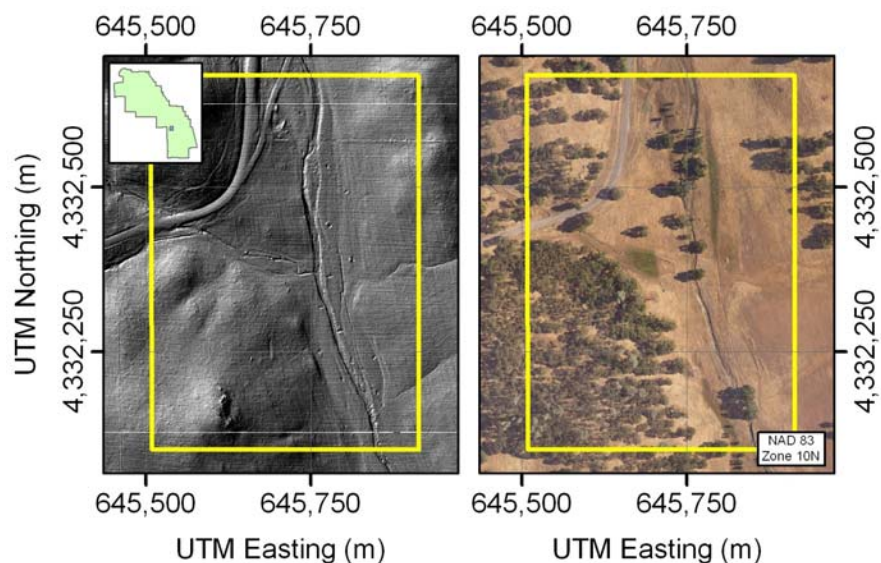 645,500 645,750 645,500 645,750
UTM Northing (m)
4,332,500
4,332,250
4,332,500
4,332,250
NAD 83
Zone 10N
645,500 645,750 645,500 645,750
UTM Easting (m) UTM Easting (m)